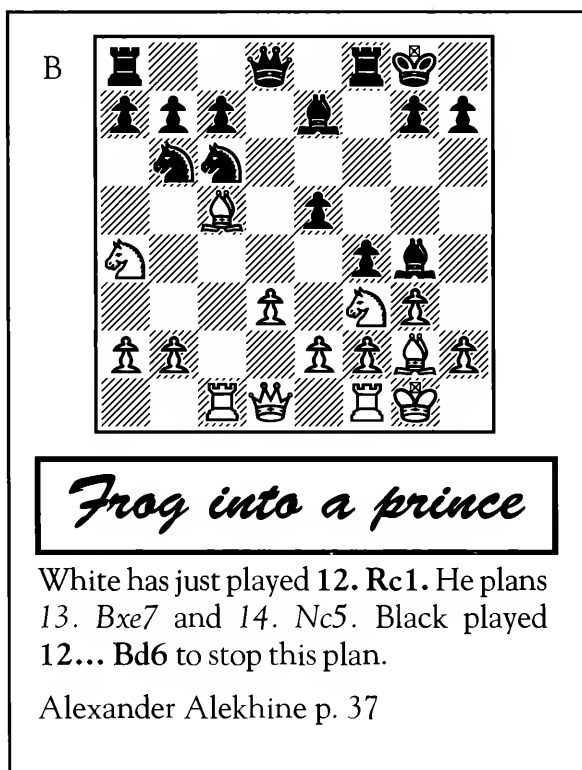 B
Frog into a prince
White has just played 12. Rc1. He plans
13. Bxe7 and 14. Nc5. Black played
12... Bd6 to stop this plan.
Alexander Alekhine p. 37